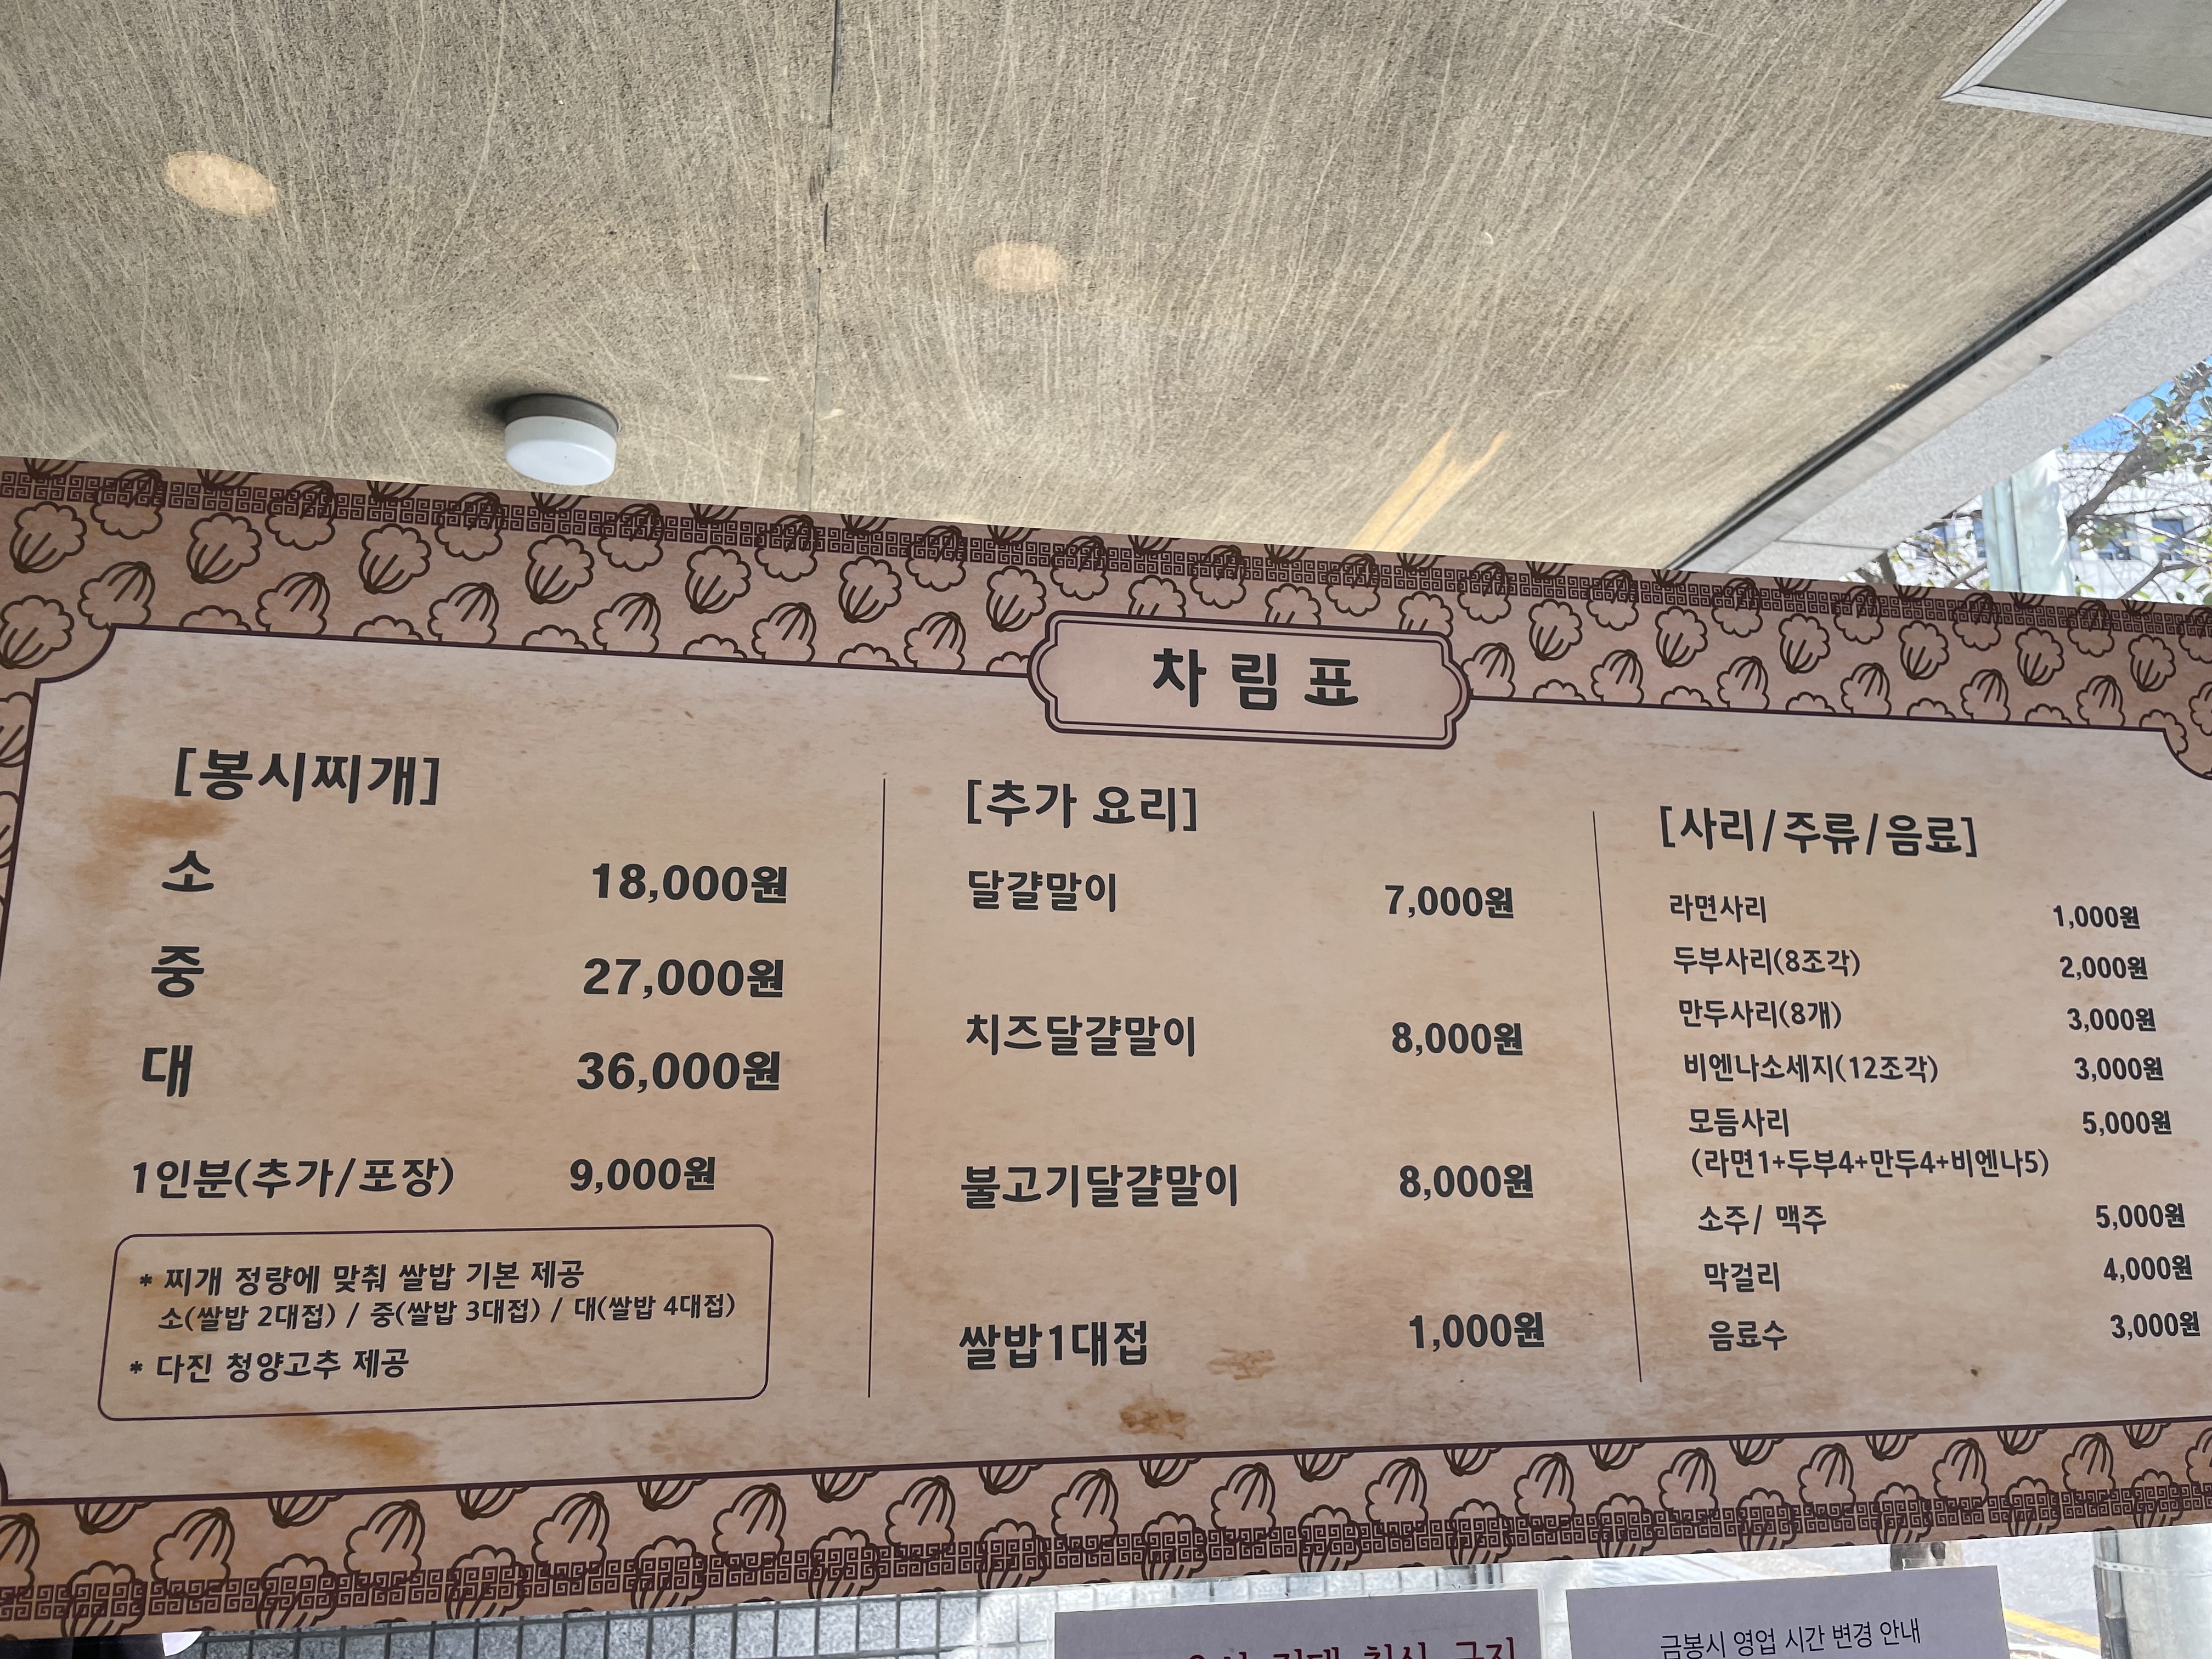 차림표
[봉시찌개]
소 18,000원
중 27,000원
대 36,000원
1인분(추가/포장) 9,000원
* 찌개 정량에 맞춰 쌀밥 기본 제공
소(쌀밥 2대접) / 중(쌀밥 3대접) / 대(쌀밥 4대접)
* 다진 청양고추 제공
[추가 요리]
달걀말이 7,000원
치즈달걀말이 8,000원
불고기달걀말이 8,000원
쌀밥1대접 1,000원
[사리/주류/음료]
라면사리 1,000원
두부사리(8조각) 2,000원
만두사리(8개) 3,000원
비엔나소세지(12조각) 3,000원
모듬사리 5,000원
(라면1+두부4+만두4+비엔나5)
소주/ 맥주 5,000원
막걸리 4,000원
음료수 3,000원
금봉시 영업 시간 변경 안내